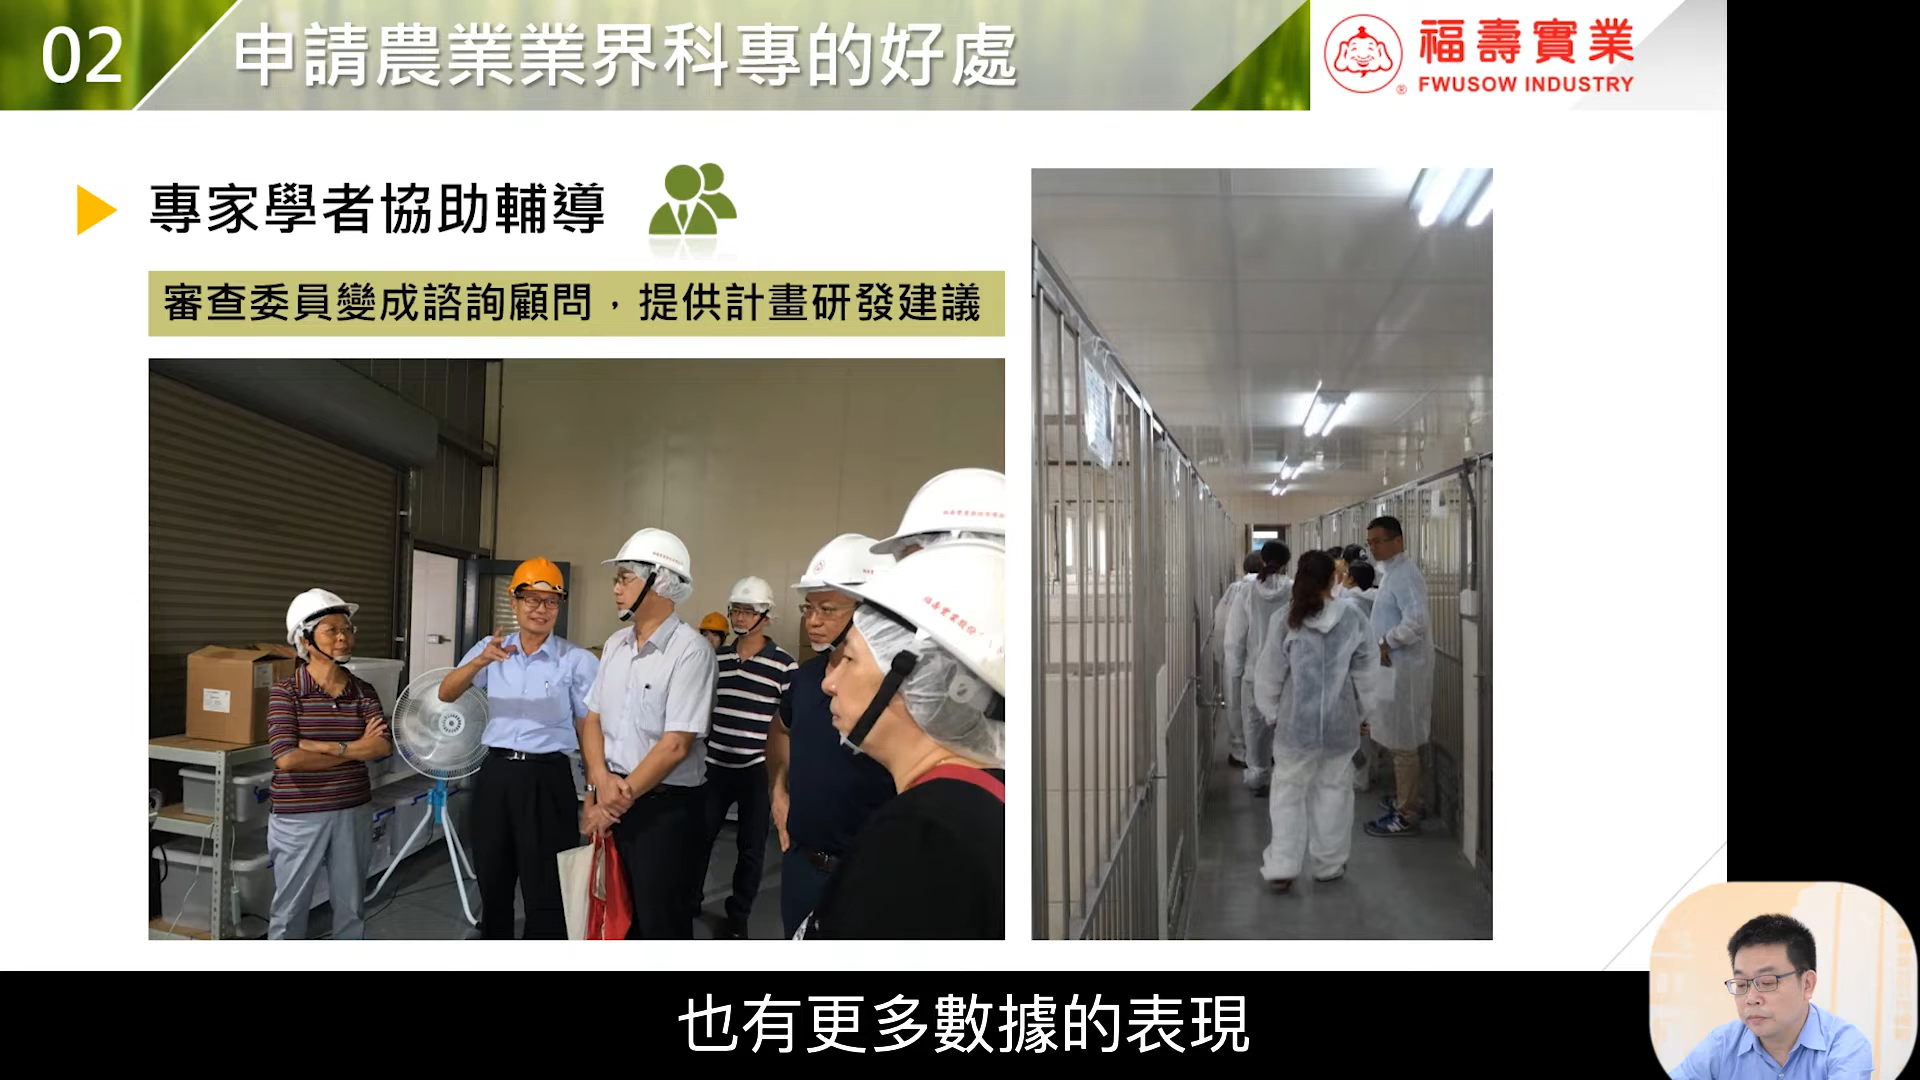 02
申請農業業界科專的好處
福壽實業
® FWUSOW INDUSTRY
專家學者協助輔導
審查委員變成諮詢顧問，提供計畫研發建議
也有更多數據的表現